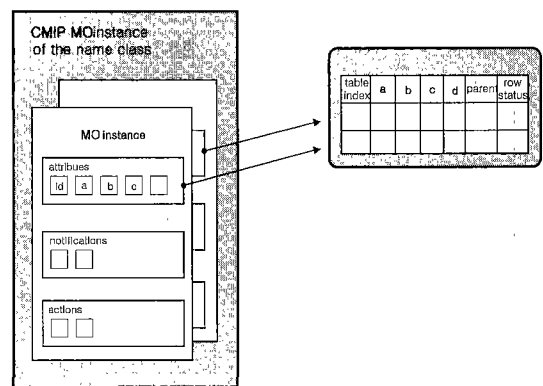 CMIP MOinstance
of the name class
MO instance
attribues
id a b c
notifications
actions
table index a b c d parent row status